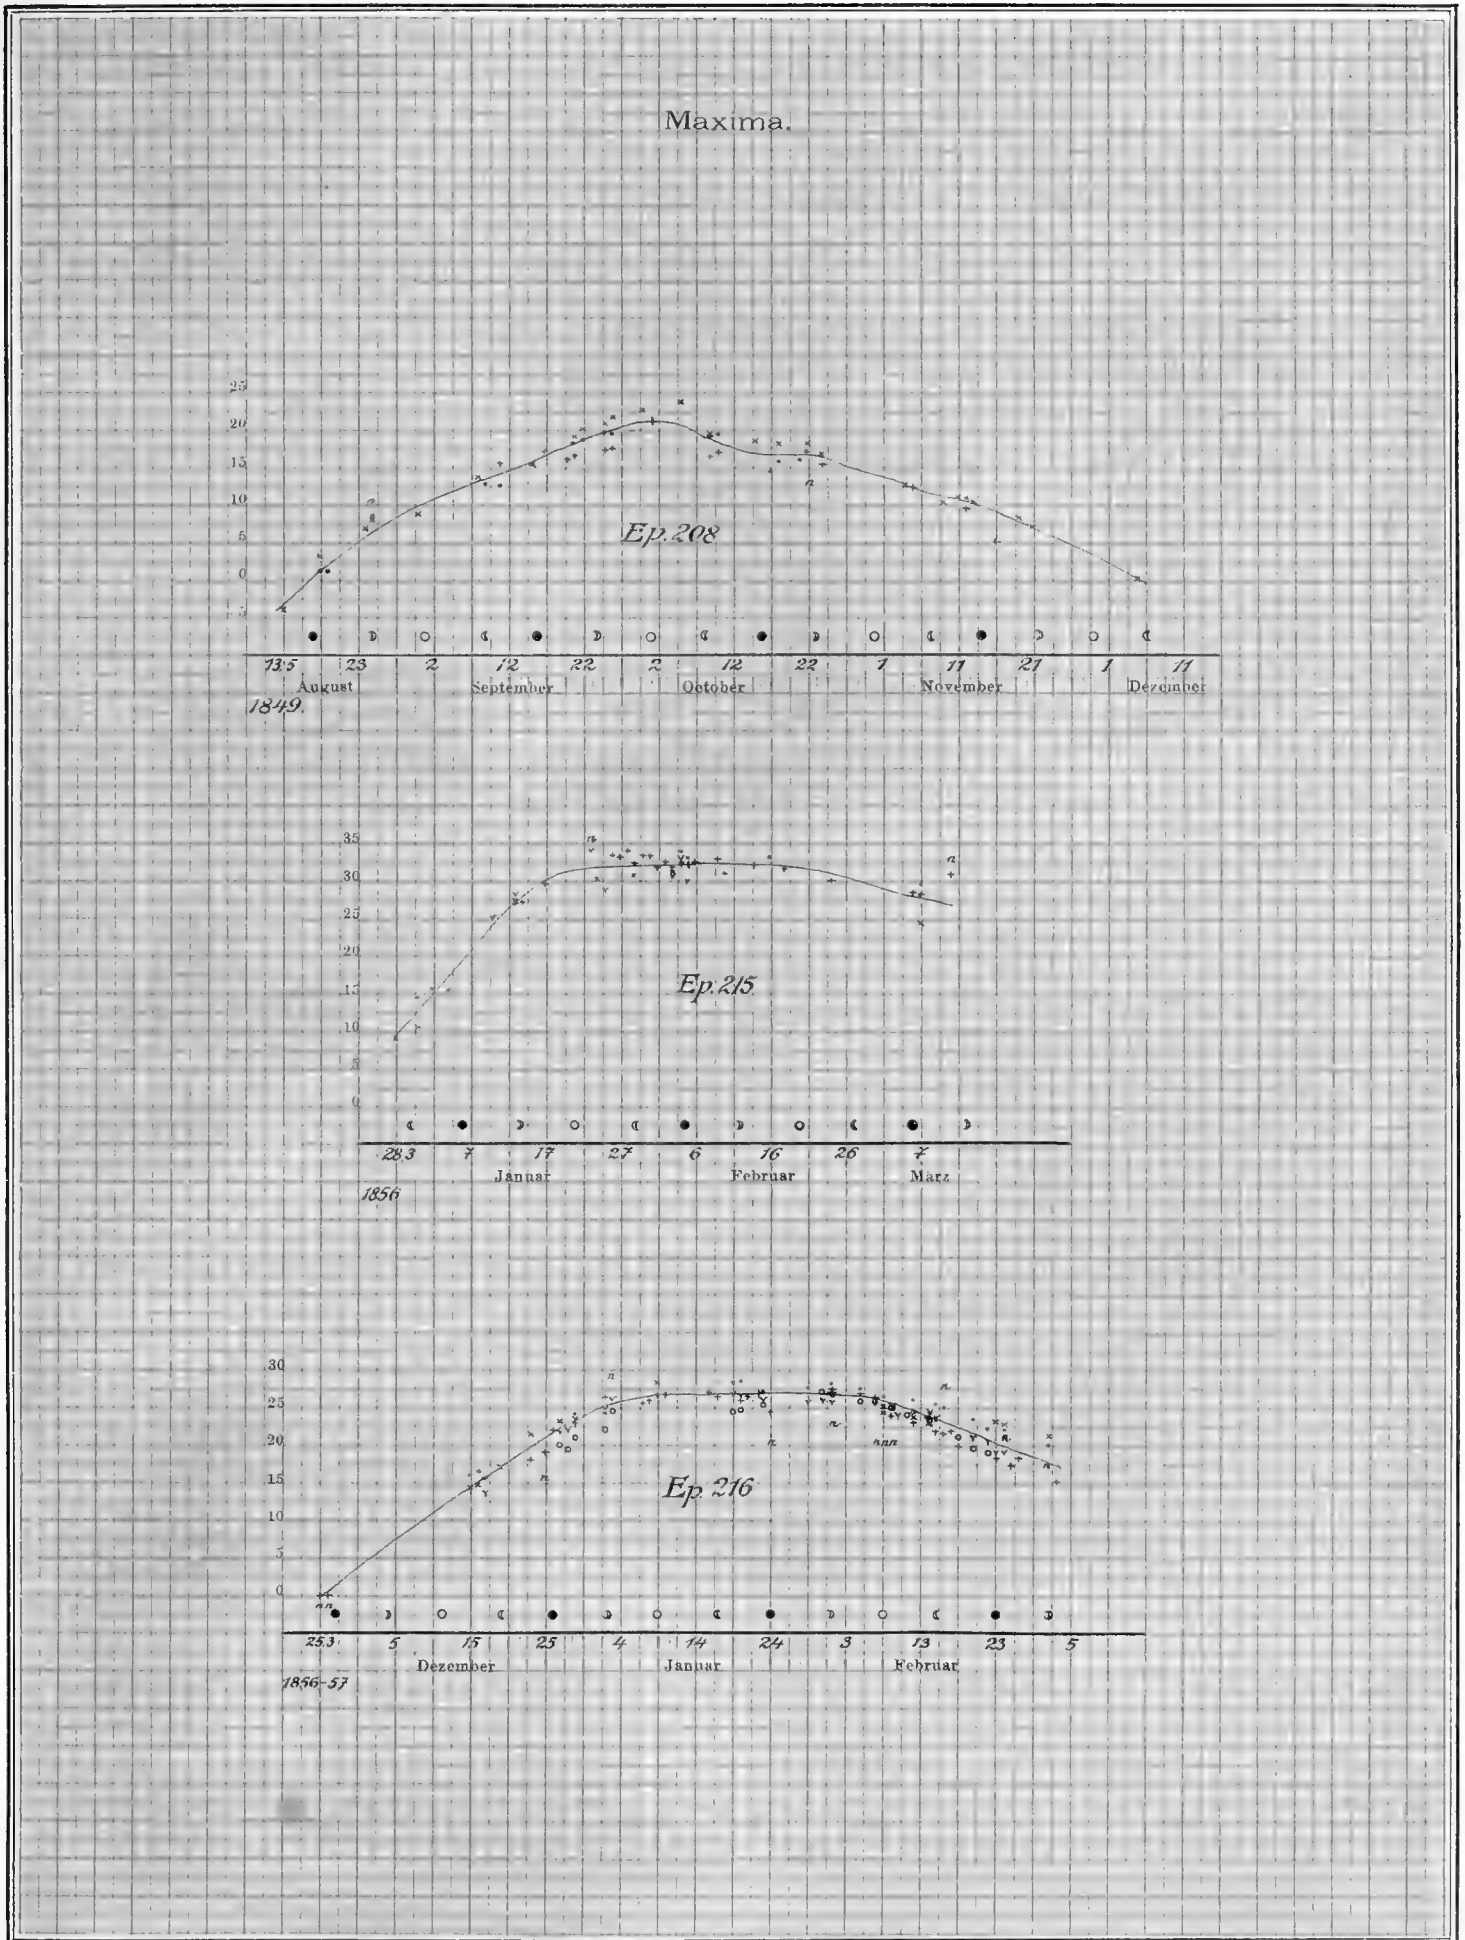 Maxima.
25
20
15
10
5
0
5
n
n
Ep. 208
13.5 23 2 12 22 2 12 22 1 11 21 1 11
August September October November Dezember
1849.
35
30
25
20
15
10
5
0
n
n
Ep. 215
28.3 7 17 27 6 16 26 7
Januar Februar März
1856
30
25
20
15
10
5
0
n
n
n
n
n
nnn
nn
Ep. 216
25.3 5 15 25 4 14 24 3 13 23 5
Dezember Januar Februar
1856-57